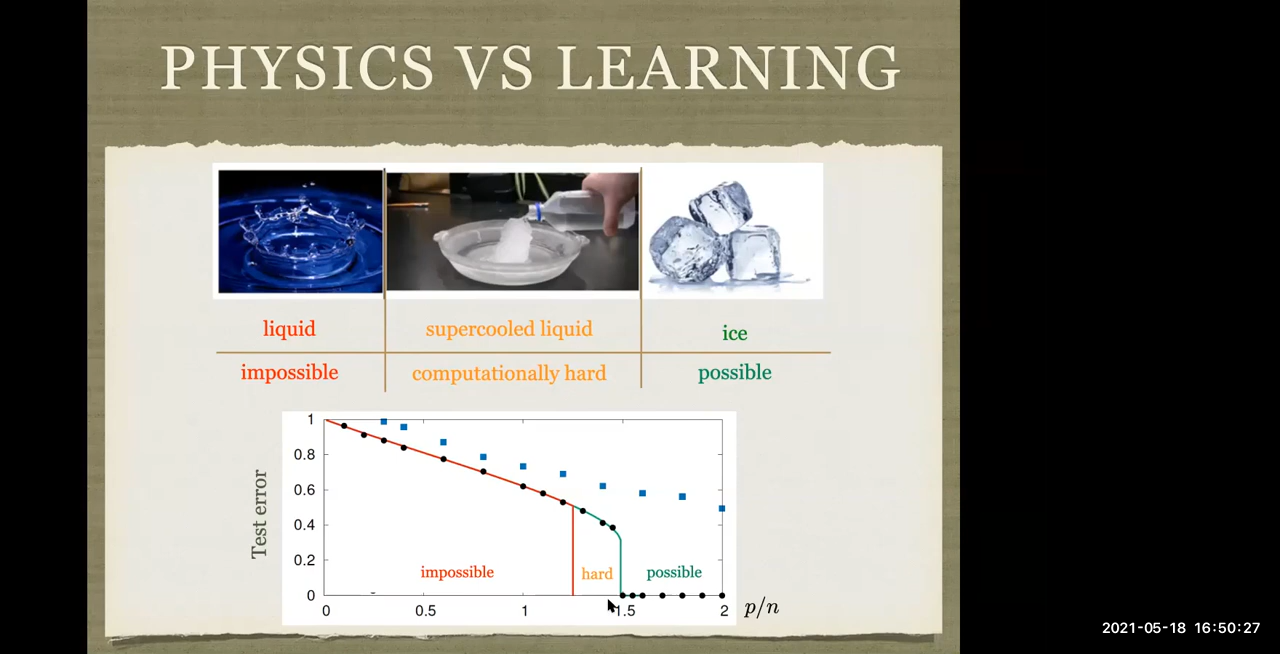 PHYSICS VS LEARNING
liquid supercooled liquid ice
impossible computationally hard possible
1
0.8
0.6
0.4
0.2
0
Test error
impossible hard possible
0 0.5 1 1.5 2 p/n
2021-05-18 16:50:27